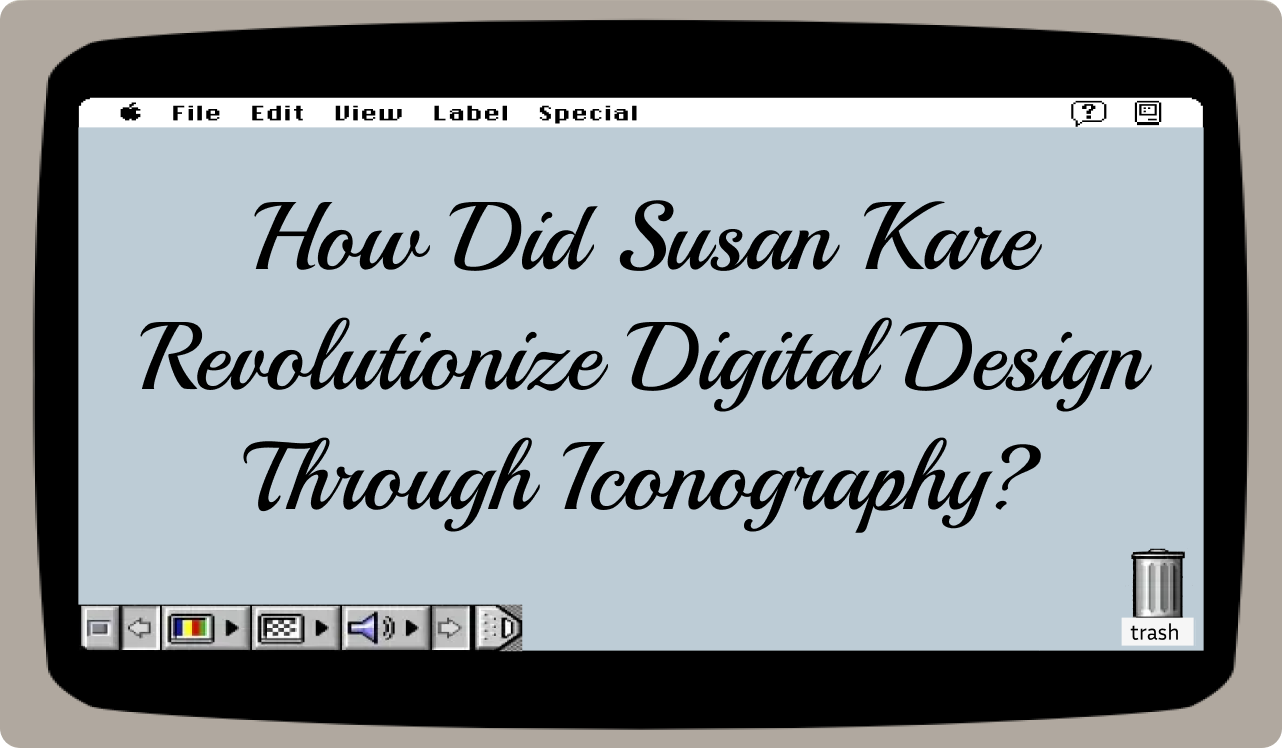 File Edit View Label Special ?
How Did Susan Kare
Revolutionize Digital Design
Through Iconography?
trash